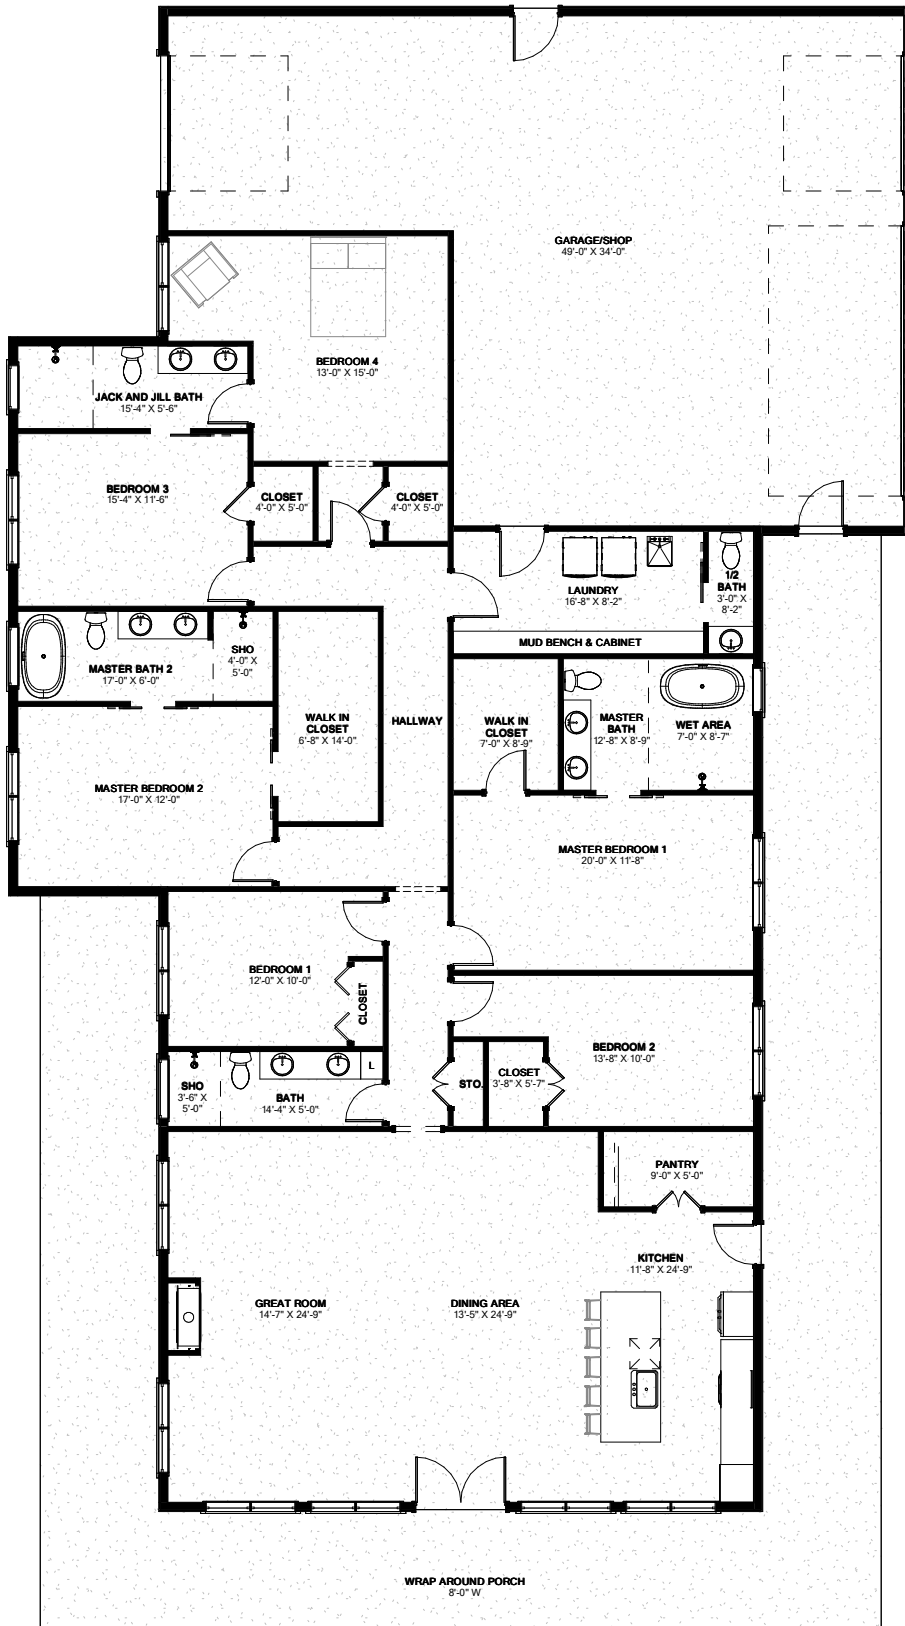 GARAGE/SHOP
49'-0" X 34'-0"
BEDROOM 4
13'-0" X 15'-0"
JACK AND JILL BATH
15'-4" X 5'-6"
BEDROOM 3
15'-4" X 11'-6"
CLOSET
4'-0" X 5'-0"
CLOSET
4'-0" X 5'-0"
LAUNDRY
16'-8" X 8'-2"
1/2
BATH
3'-0" X
8'-2"
MUD BENCH & CABINET
SHO
4'-0" X
5'-0"
MASTER BATH 2
17'-0" X 6'-0"
WALK IN
CLOSET
6'-8" X 14'-0"
HALLWAY
WALK IN
CLOSET
7'-0" X 8'-9"
MASTER
BATH
12'-8" X 8'-9"
WET AREA
7'-0" X 8'-7"
MASTER BEDROOM 2
17'-0" X 12'-0"
MASTER BEDROOM 1
20'-0" X 11'-8"
BEDROOM 1
12'-0" X 10'-0"
CLOSET
BEDROOM 2
13'-8" X 10'-0"
SHO
3'-6" X
5'-0"
BATH
14'-4" X 5'-0"
L
STO.
CLOSET
3'-8" X 5'-7"
PANTRY
9'-0" X 5'-0"
KITCHEN
11'-8" X 24'-9"
GREAT ROOM
14'-7" X 24'-9"
DINING AREA
13'-5" X 24'-9"
WRAP AROUND PORCH
8'-0" W